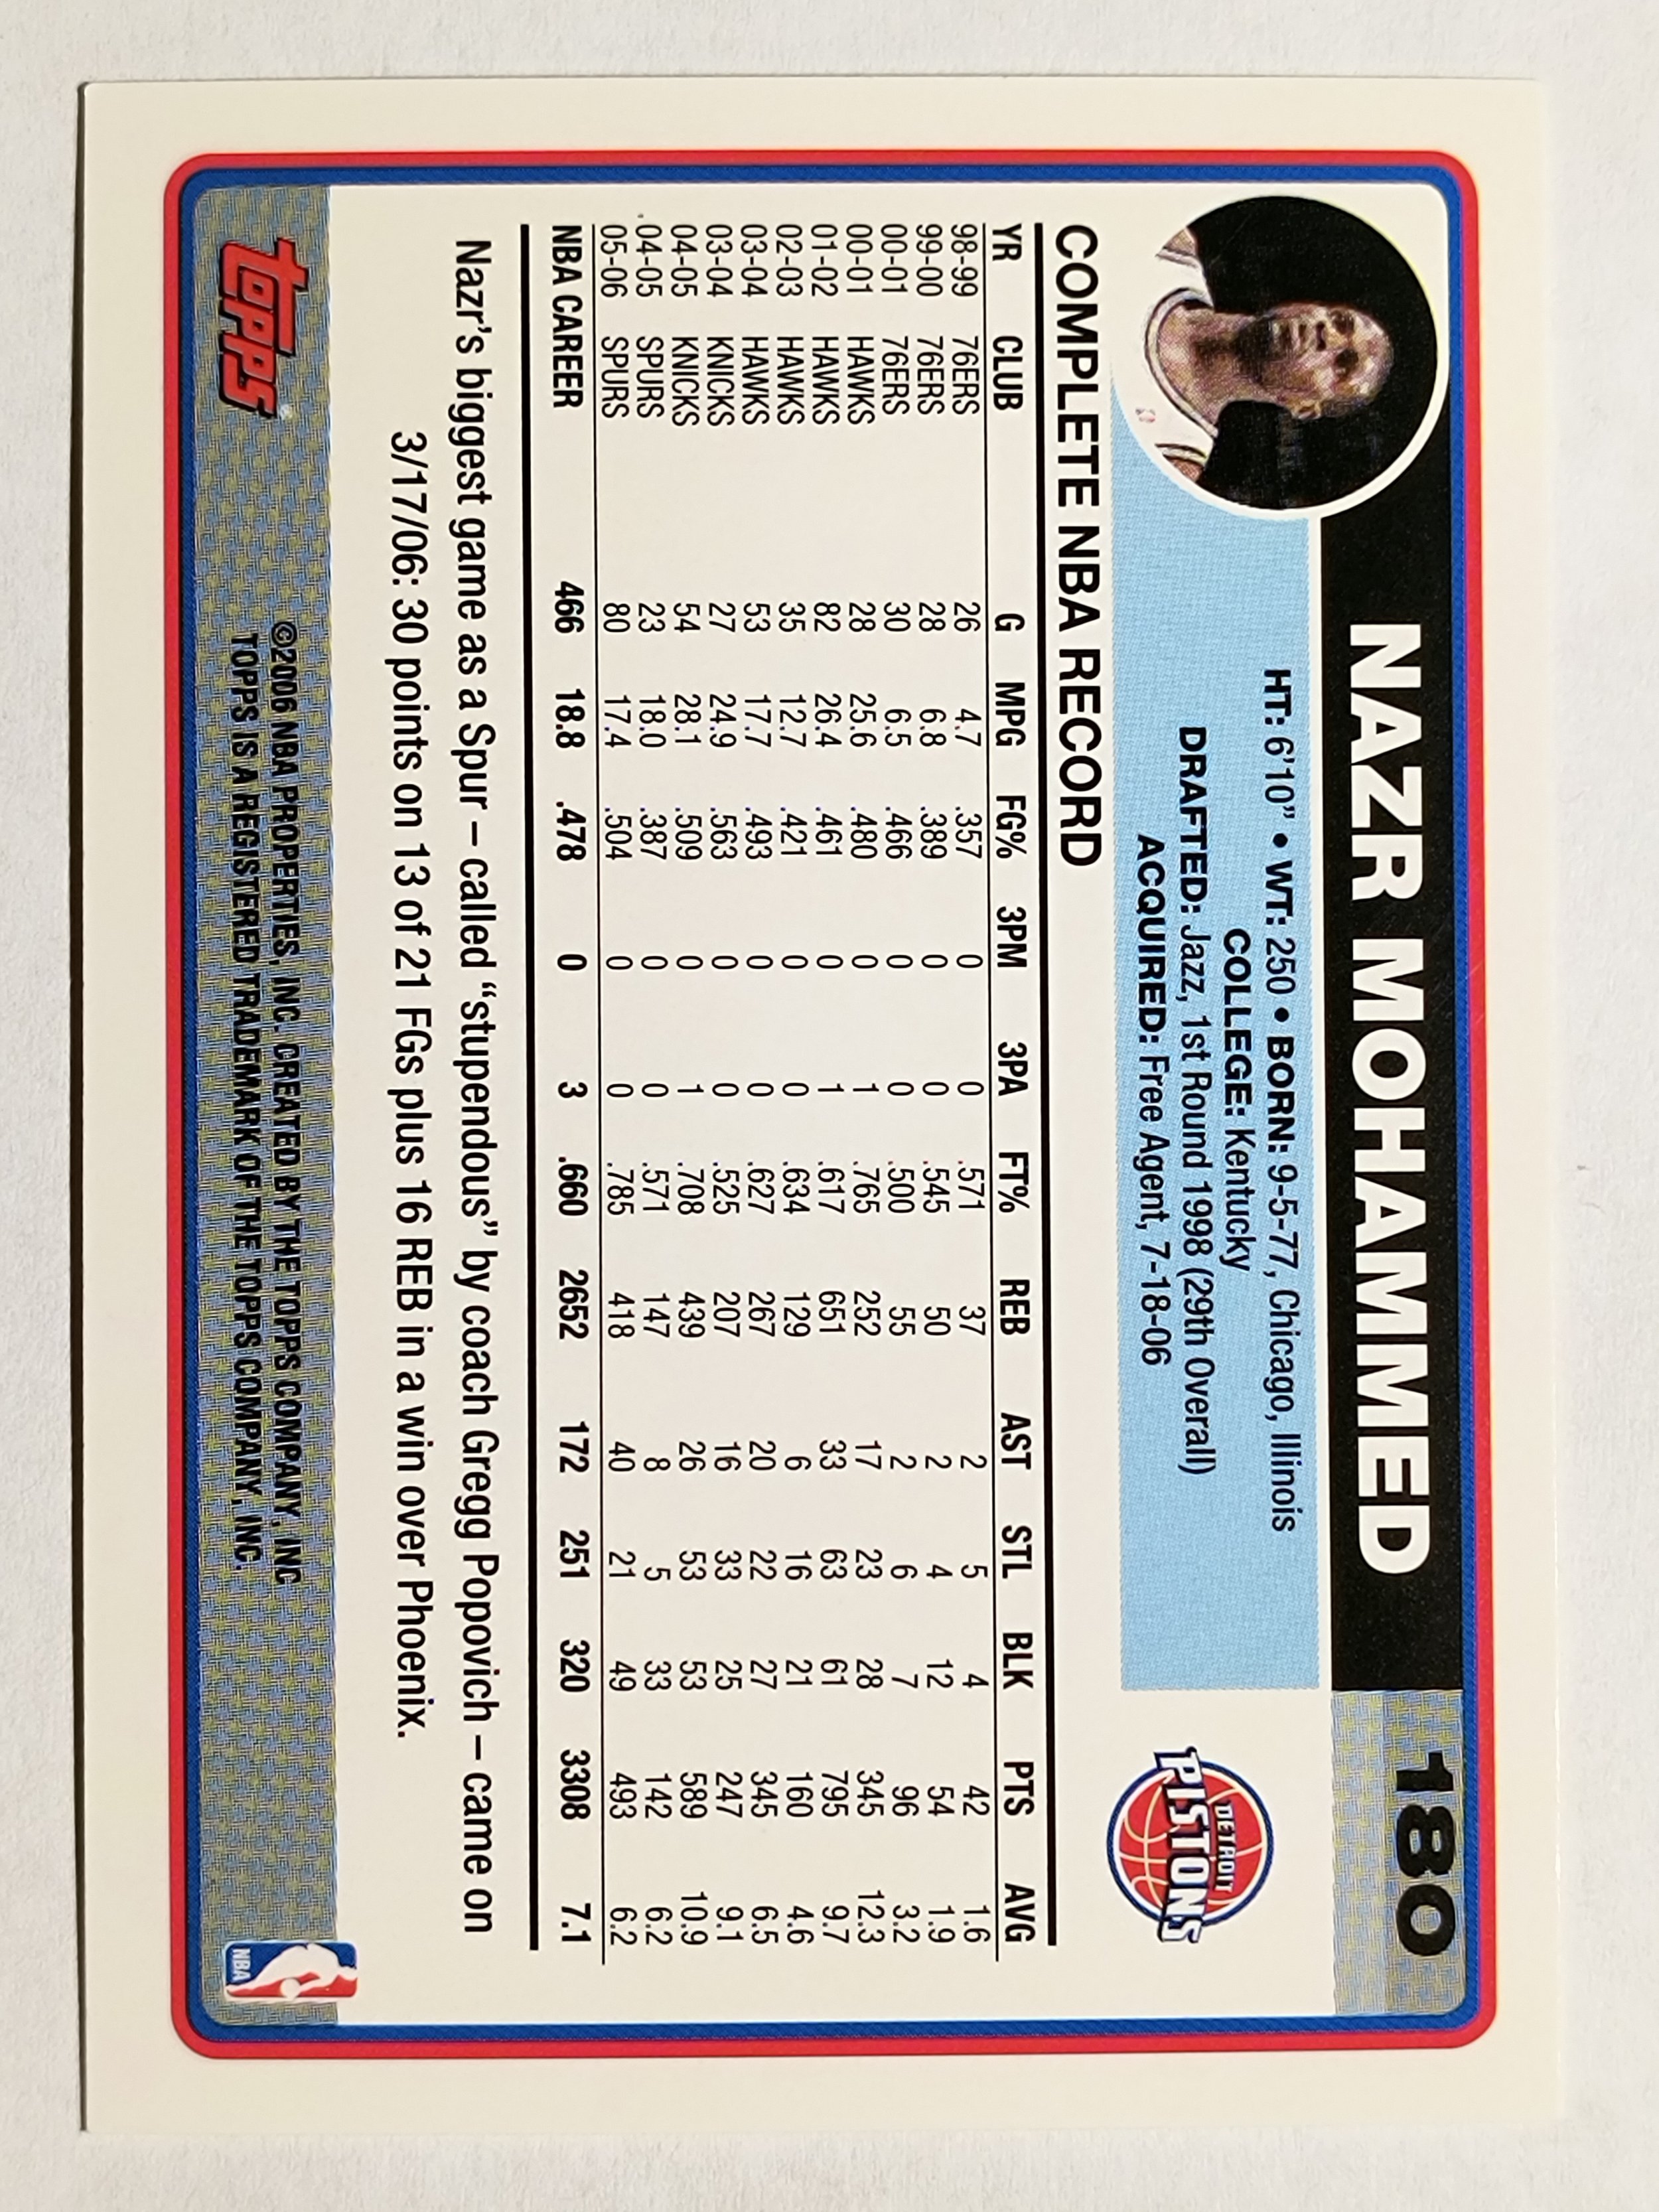 NAZR MOHAMMED
180
HT: 6'10" • WT: 250 • BORN: 9-5-77, Chicago, Illinois
COLLEGE: Kentucky
DRAFTED: Jazz, 1st Round 1998 (29th Overall)
ACQUIRED: Free Agent, 7-18-06
DETROIT
PISTONS
COMPLETE NBA RECORD
YR CLUB G MPG FG% 3PM 3PA FT% REB AST STL BLK PTS AVG
98-99 76ERS 26 4.7 .357 0 0 .571 37 2 5 4 42 1.6
99-00 76ERS 28 6.8 .389 0 0 .545 50 2 4 12 54 1.9
00-01 76ERS 30 6.5 .466 0 0 .500 55 2 6 7 96 3.2
00-01 HAWKS 28 25.6 .480 0 1 .765 252 17 23 28 345 12.3
01-02 HAWKS 82 26.4 .461 0 1 .617 651 33 63 61 795 9.7
02-03 HAWKS 35 12.7 .421 0 0 .634 129 6 16 21 160 4.6
03-04 HAWKS 53 17.7 .493 0 0 .627 267 20 22 27 345 6.5
03-04 KNICKS 27 24.9 .563 0 0 .525 207 16 33 25 247 9.1
04-05 KNICKS 54 28.1 .509 0 1 .708 439 26 53 53 589 10.9
04-05 SPURS 23 18.0 .387 0 0 .571 147 8 5 33 142 6.2
05-06 SPURS 80 17.4 .504 0 0 .785 418 40 21 49 493 6.2
NBA CAREER 466 18.8 .478 0 3 .660 2652 172 251 320 3308 7.1
Nazr's biggest game as a Spur – called "stupendous" by coach Gregg Popovich – came on
3/17/06: 30 points on 13 of 21 FGs plus 16 REB in a win over Phoenix.
topps®
©2006 NBA PROPERTIES, INC. CREATED BY THE TOPPS COMPANY, INC
TOPPS IS A REGISTERED TRADEMARK OF THE TOPPS COMPANY, INC.
NBA